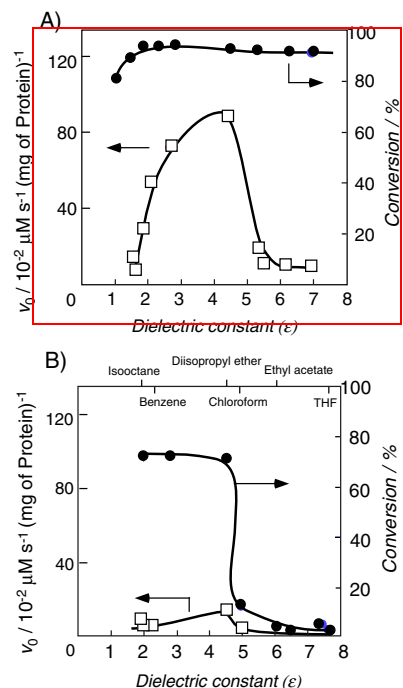 A)
v₀ / 10⁻² μM s⁻¹ (mg of Protein)⁻¹
120
80
40
0
100
80
60
40
20
Conversion / %
0 1 2 3 4 5 6 7 8
Dielectric constant (ε)
B)
Diisopropyl ether
Isooctane Ethyl acetate
Benzene Chloroform THF
v₀ / 10⁻² μM s⁻¹ (mg of Protein)⁻¹
120
80
40
0
100
80
60
40
20
Conversion / %
1 2 3 4 5 6 7 8
Dielectric constant (ε)